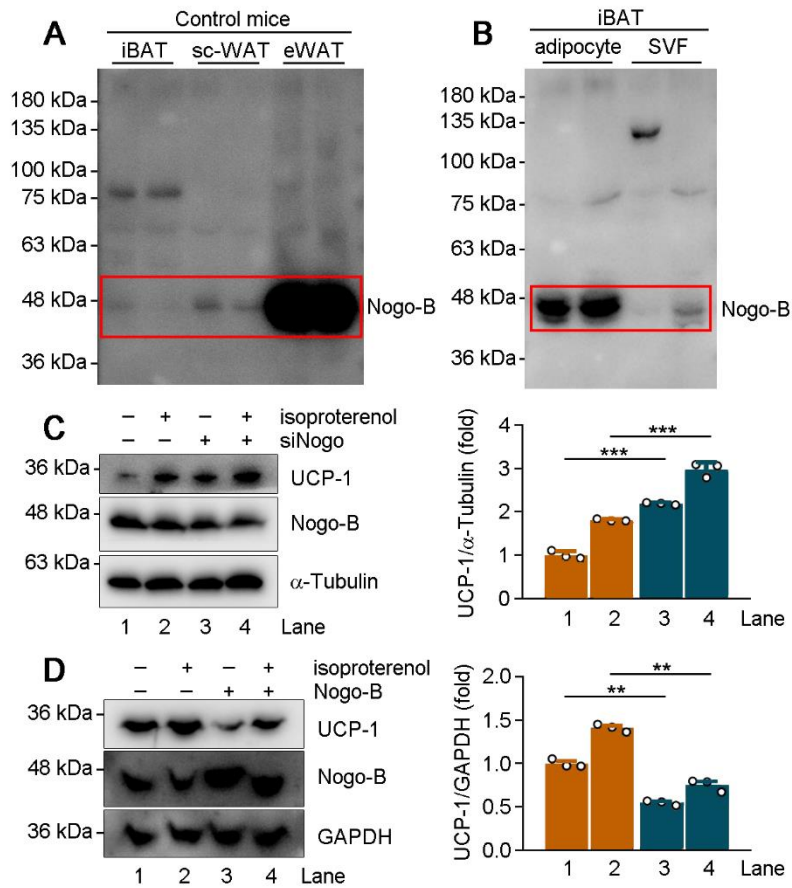 A
Control mice
iBAT sc-WAT eWAT
180 kDa
135 kDa
100 kDa
75 kDa
63 kDa
48 kDa
36 kDa
Nogo-B
B
iBAT
adipocyte SVF
180 kDa
135 kDa
100 kDa
75 kDa
63 kDa
48 kDa
36 kDa
Nogo-B
C
– + – + isoproterenol
– – + + siNogo
36 kDa UCP-1
48 kDa Nogo-B
63 kDa α-Tubulin
1 2 3 4 Lane
UCP-1/α-Tubulin (fold)
4
3
2
1
0
***
***
1 2 3 4 Lane
D
– + – + isoproterenol
– – + + Nogo-B
36 kDa UCP-1
48 kDa Nogo-B
36 kDa GAPDH
1 2 3 4 Lane
UCP-1/GAPDH (fold)
2.0
1.5
1.0
0.5
0.0
**
**
1 2 3 4 Lane